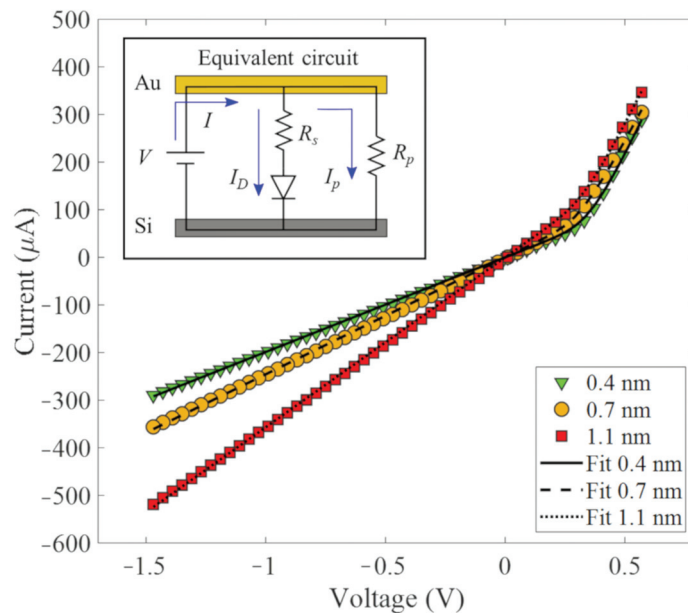 500
400
300
200
100
0
-100
-200
-300
-400
-500
-600
Current (μA)
-1.5
-1
-0.5
0
0.5
Voltage (V)
Equivalent circuit
Au
I
R_s
V
I_D
I_p
R_p
Si
0.4 nm
0.7 nm
1.1 nm
Fit 0.4 nm
Fit 0.7 nm
Fit 1.1 nm